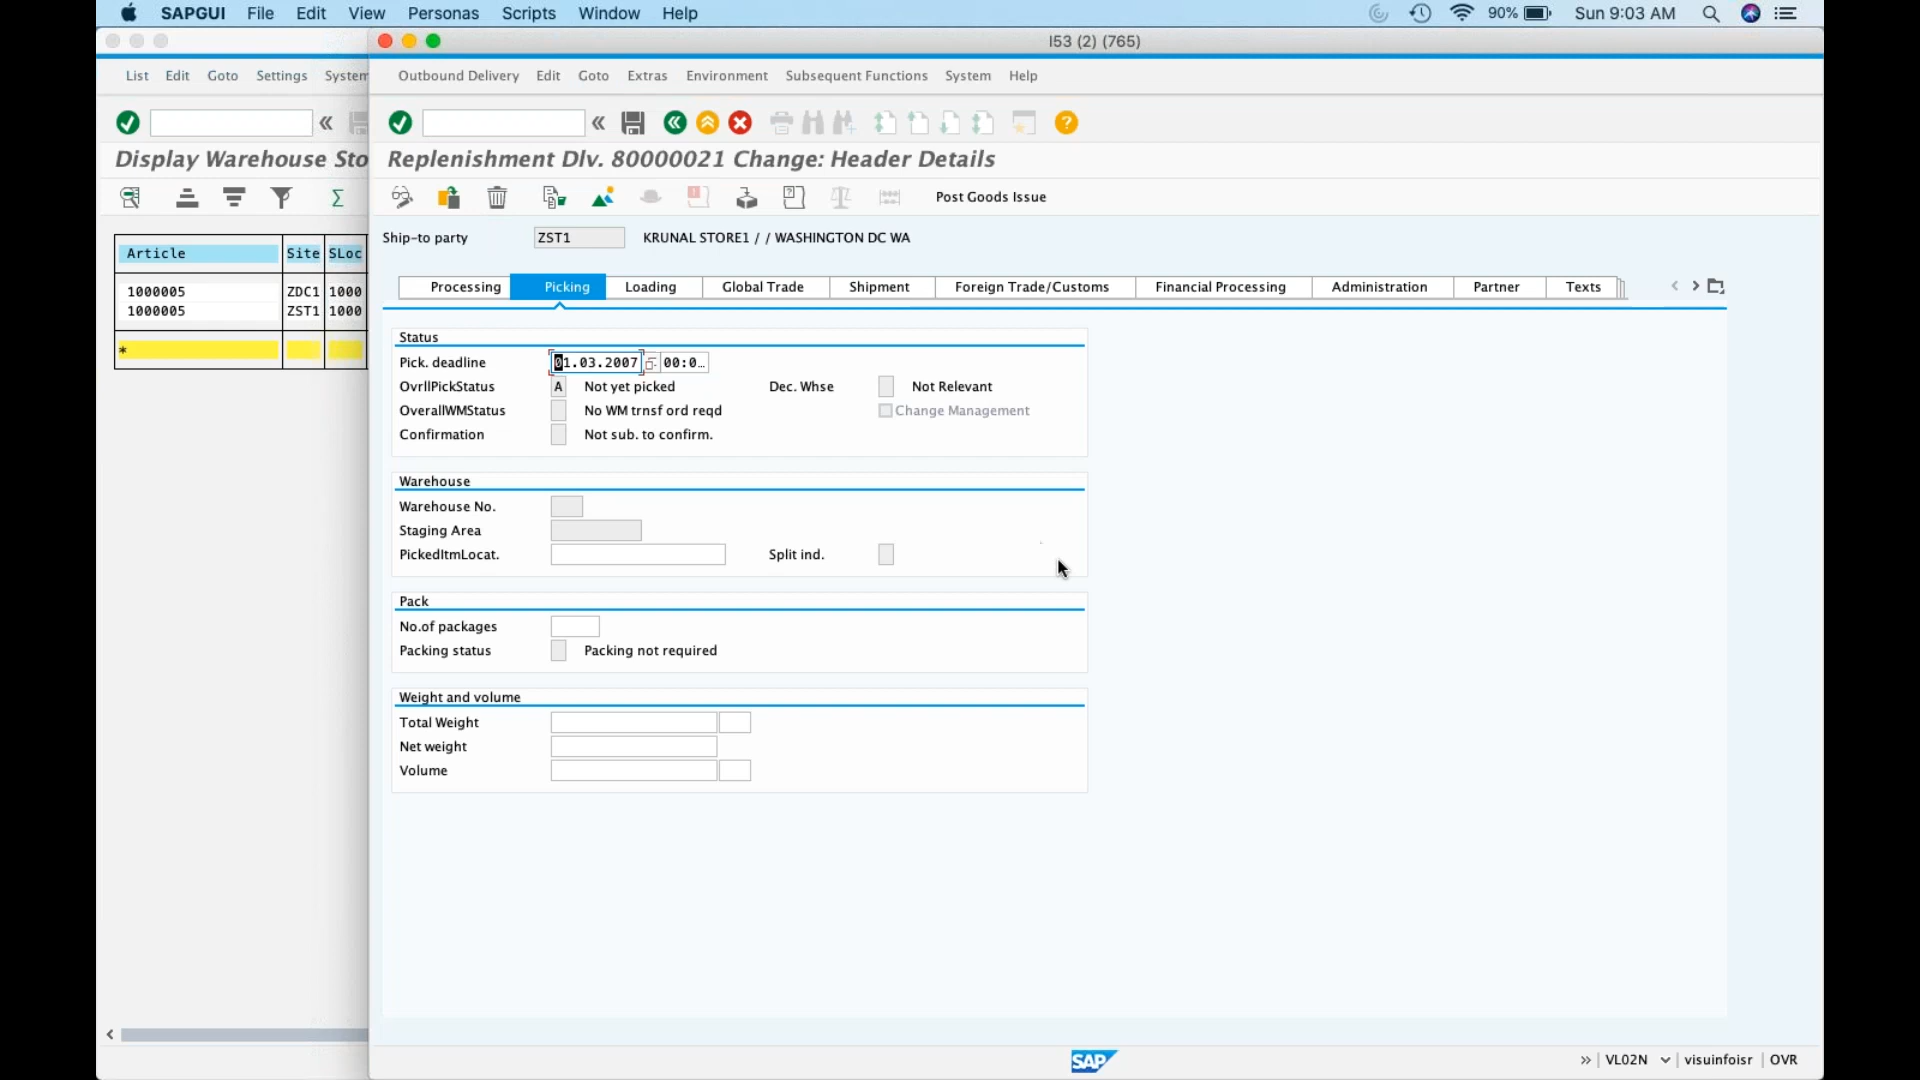 SAPGUI File Edit View Personas Scripts Window Help 90% Sun 9:03 AM
I53 (2) (765)
List Edit Goto Settings System
Outbound Delivery Edit Goto Extras Environment Subsequent Functions System Help
Display Warehouse Sto
Replenishment Dlv. 80000021 Change: Header Details
Post Goods Issue
Ship-to party ZST1 KRUNAL STORE1 / / WASHINGTON DC WA
Article Site SLoc
1000005 ZDC1 1000
1000005 ZST1 1000
*
Processing Picking Loading Global Trade Shipment Foreign Trade/Customs Financial Processing Administration Partner Texts
Status
Pick. deadline 01.03.2007 00:0..
OvrllPickStatus A Not yet picked Dec. Whse Not Relevant
OverallWMStatus No WM trnsf ord reqd Change Management
Confirmation Not sub. to confirm.
Warehouse
Warehouse No.
Staging Area
PickedItmLocat. Split ind.
Pack
No.of packages
Packing status Packing not required
Weight and volume
Total Weight
Net weight
Volume
SAP
VL02N visuinfoisr OVR